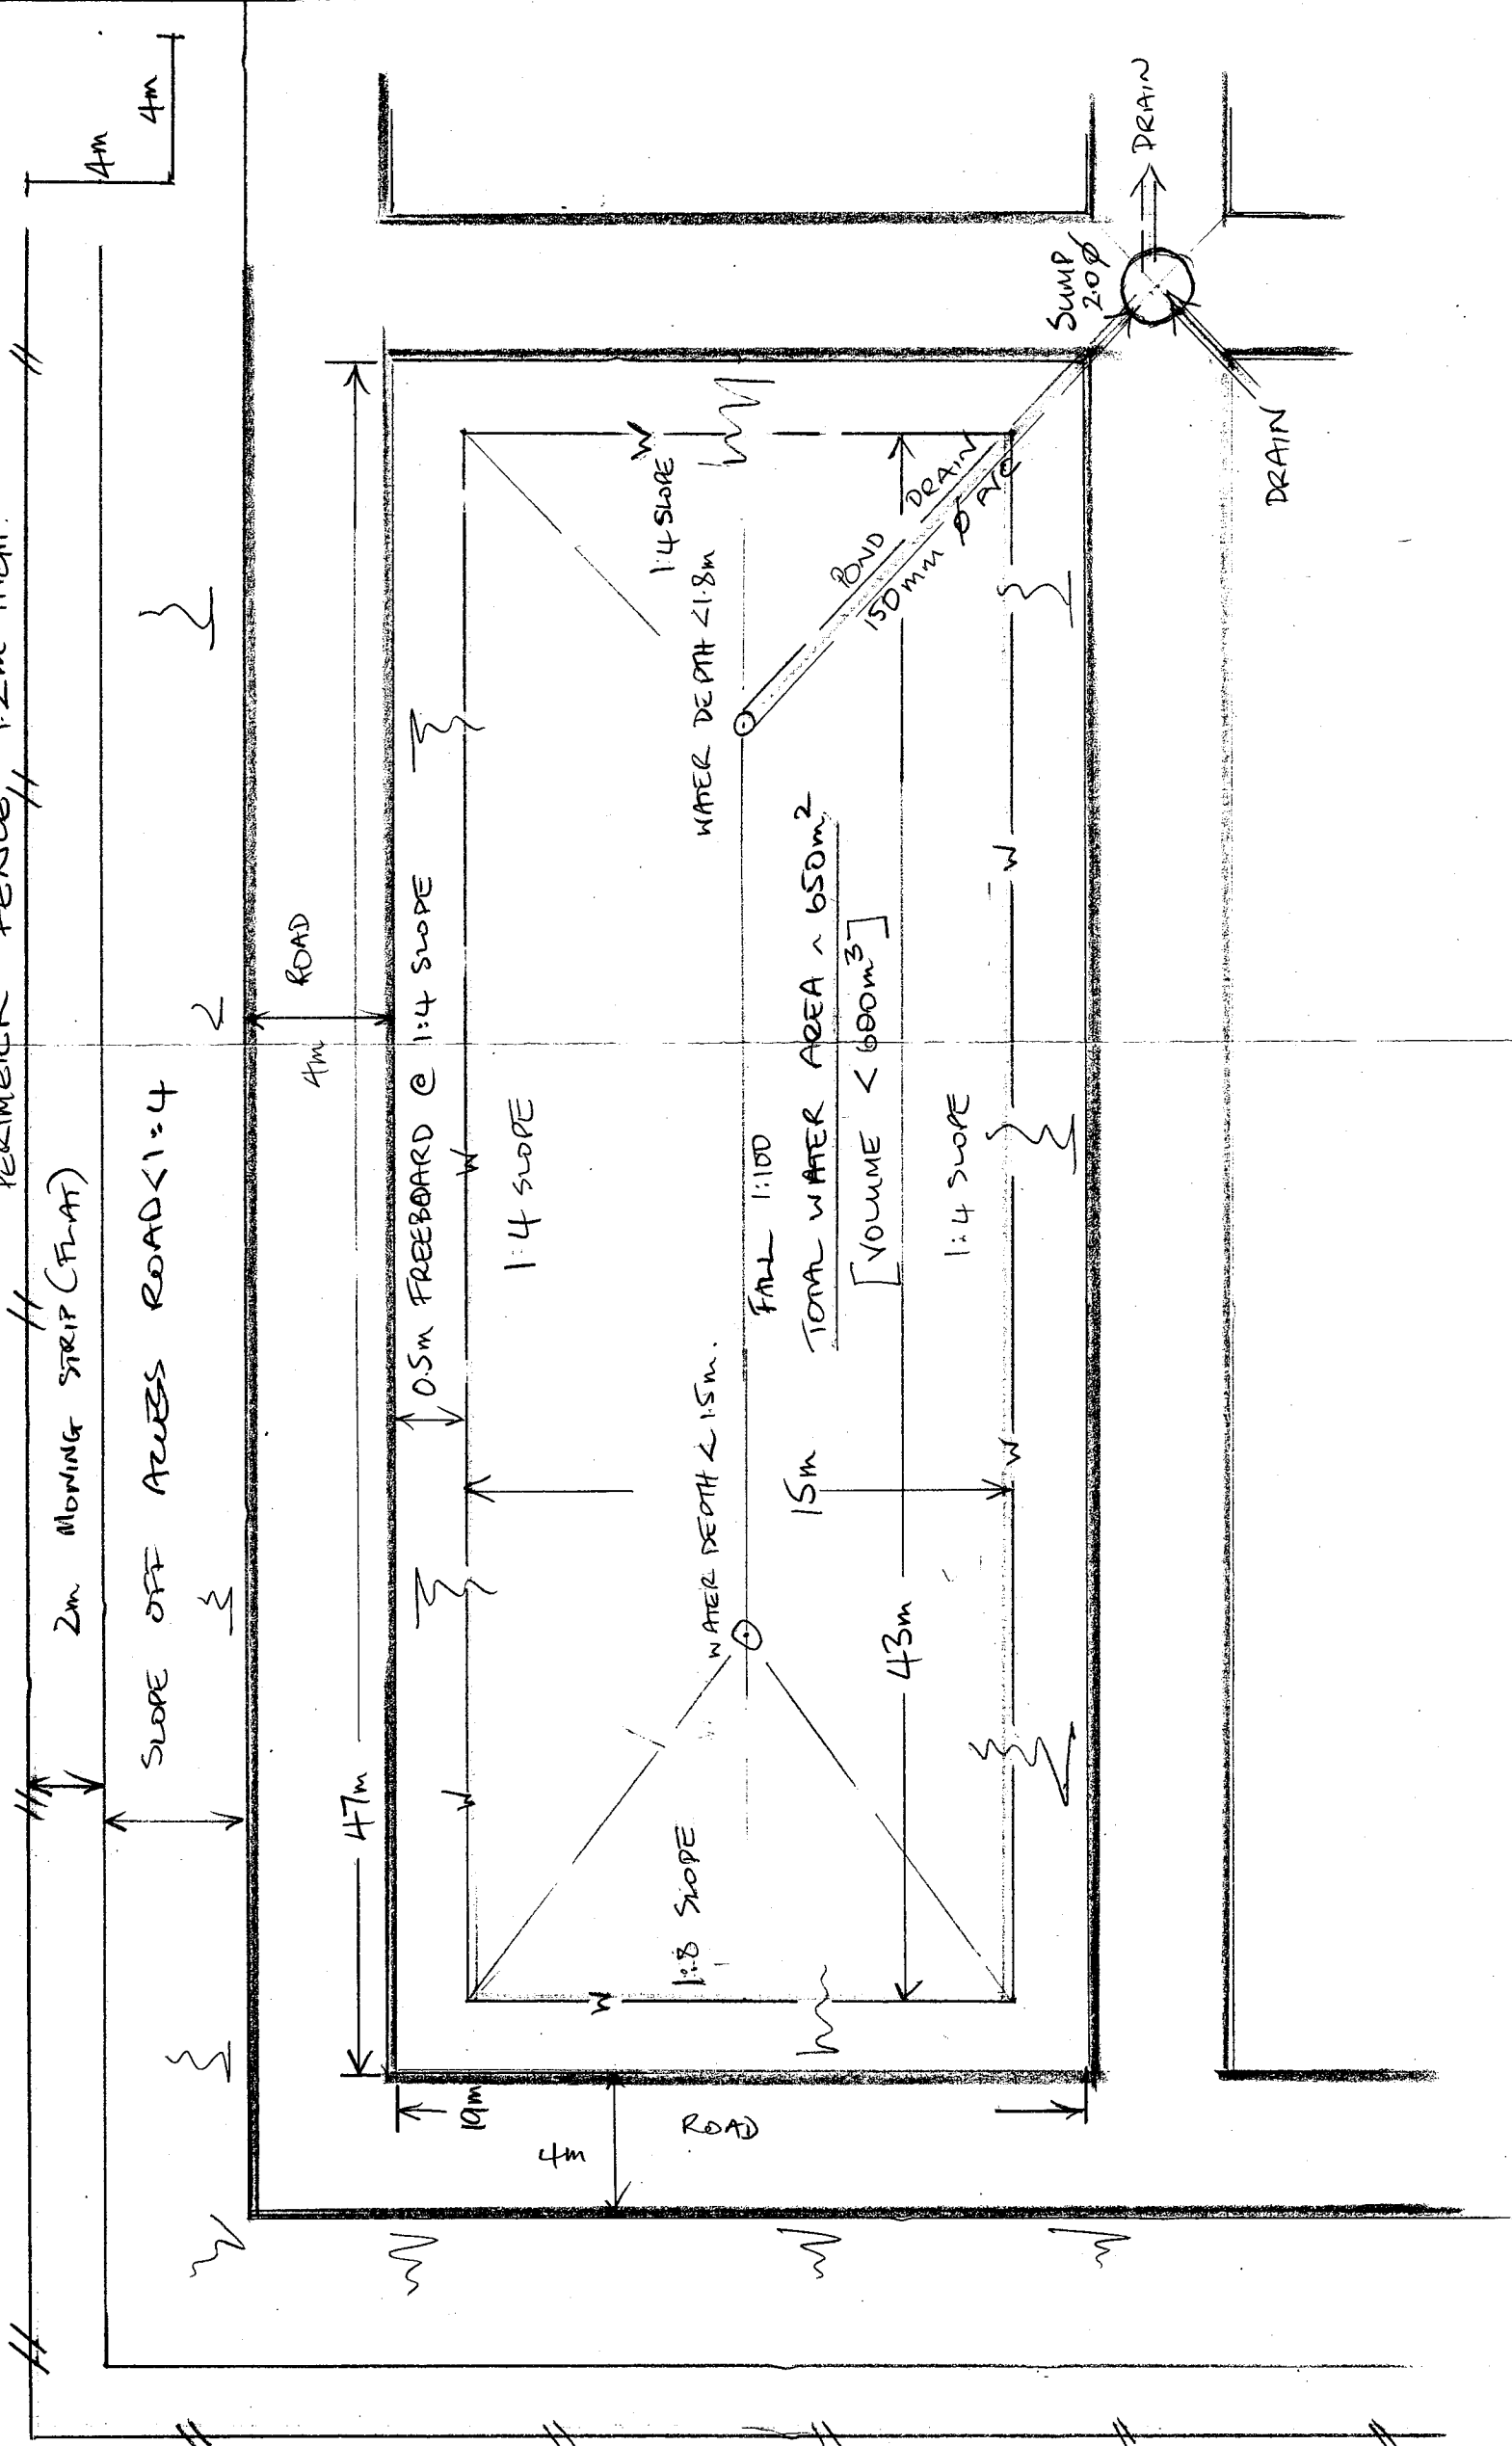 PERIMETER FENCE, 1.2m HIGH.
2m MOWING STRIP (FLAT)
SLOPE OFF ACCESS ROAD < 1:4
4m
4m
ROAD
4m
47m
0.5m FREEBOARD @ 1:4 SLOPE
1:4 SLOPE
1:4 SLOPE
WATER DEPTH < 1.8m
WATER DEPTH < 1.5m.
FALL 1:100
TOTAL WATER AREA ~ 650m2
[VOLUME < 600m3]
15m
43m
1:4 SLOPE
1:8 SLOPE
POND DRAIN
150mm Ø PVC
SUMP
2.0Ø
DRAIN
DRAIN
19m
4m
ROAD
W
W
W
W
W
W